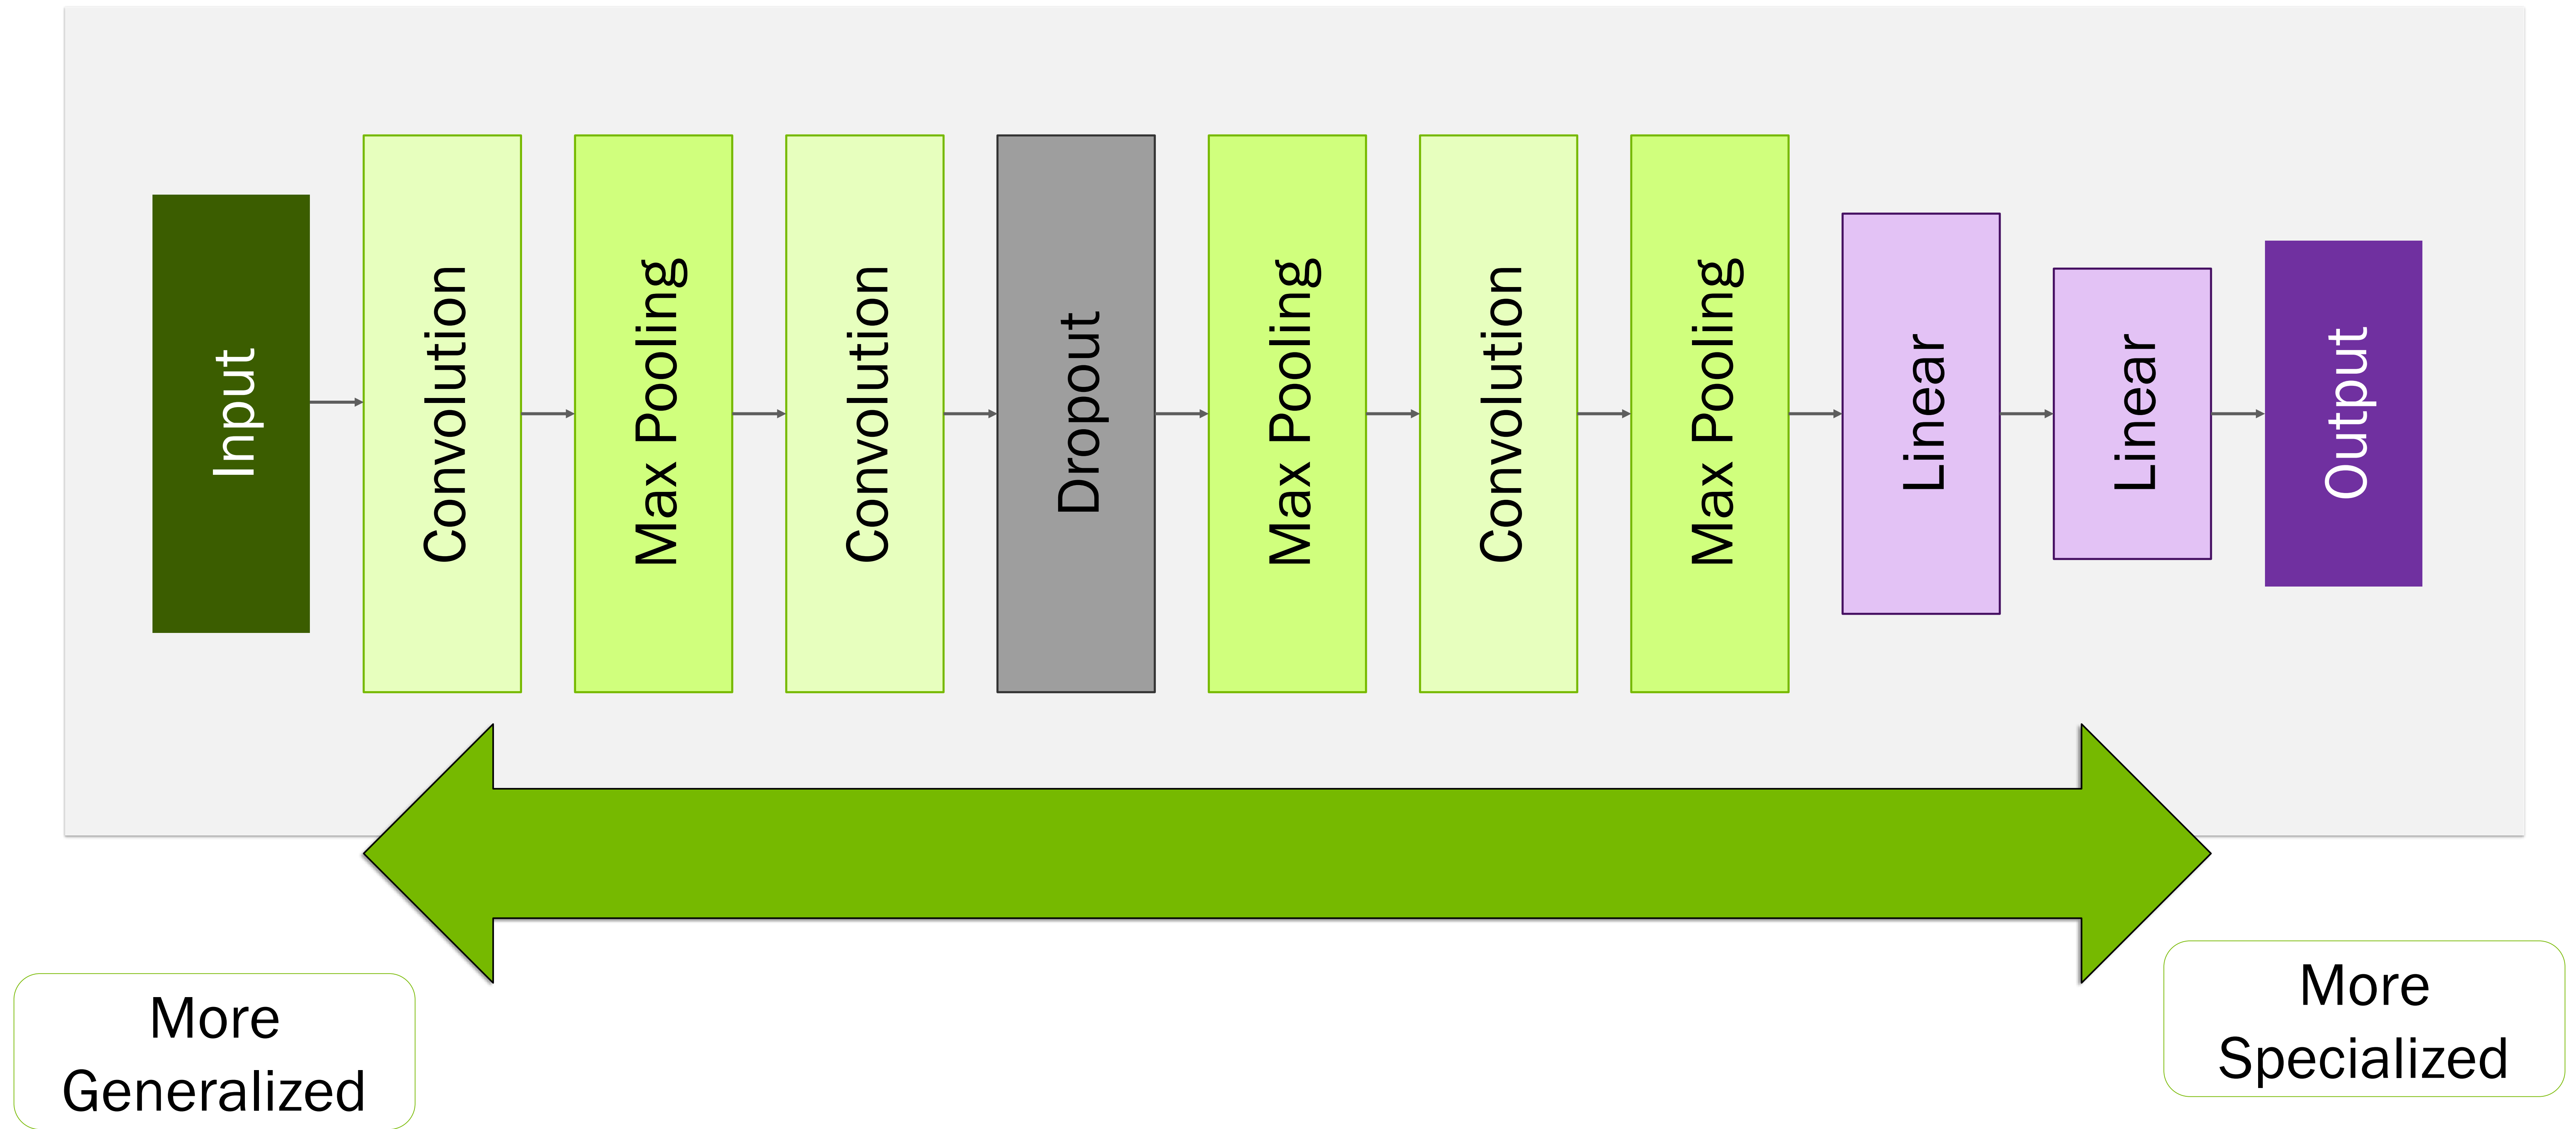 Input
Convolution
Max Pooling
Convolution
Dropout
Max Pooling
Convolution
Max Pooling
Linear
Linear
Output
More
Generalized
More
Specialized